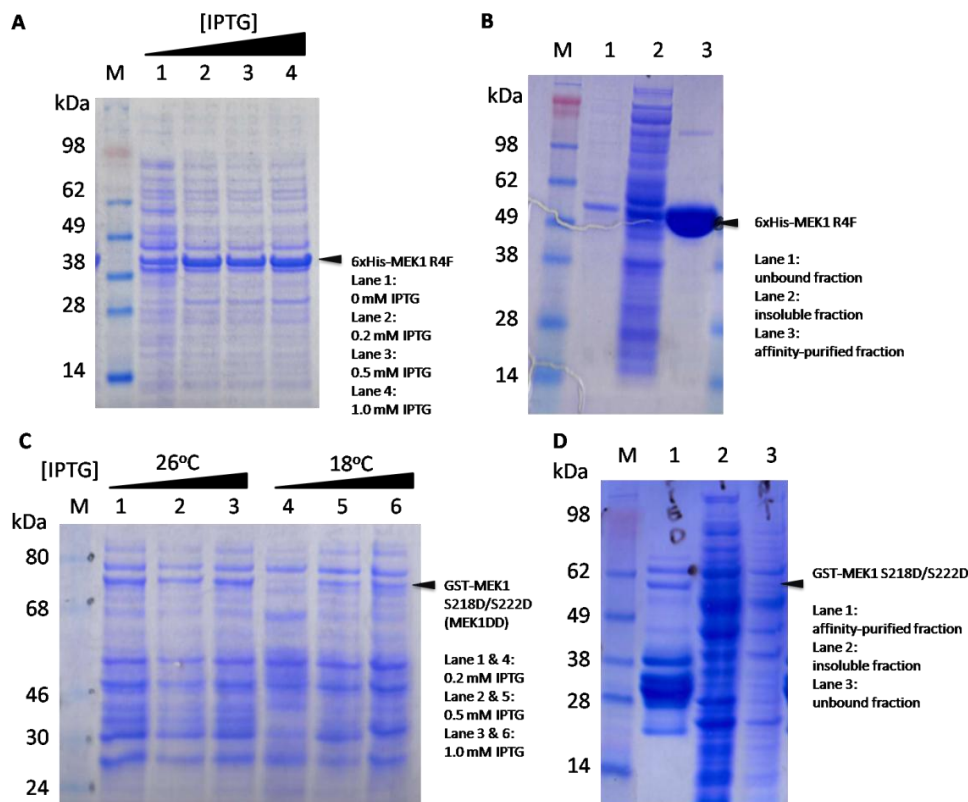 A
[IPTG]
M 1 2 3 4
kDa
98
62
49
38
28
14
6xHis-MEK1 R4F
Lane 1:
0 mM IPTG
Lane 2:
0.2 mM IPTG
Lane 3:
0.5 mM IPTG
Lane 4:
1.0 mM IPTG
B
M 1 2 3
kDa
98
62
49
38
28
14
6xHis-MEK1 R4F
Lane 1:
unbound fraction
Lane 2:
insoluble fraction
Lane 3:
affinity-purified fraction
C
26°C 18°C
[IPTG]
M 1 2 3 4 5 6
kDa
80
68
46
30
24
GST-MEK1
S218D/S222D
(MEK1DD)
Lane 1 & 4:
0.2 mM IPTG
Lane 2 & 5:
0.5 mM IPTG
Lane 3 & 6:
1.0 mM IPTG
D
M 1 2 3
kDa
98
62
49
38
28
14
GST-MEK1 S218D/S222D
Lane 1:
affinity-purified fraction
Lane 2:
insoluble fraction
Lane 3:
unbound fraction